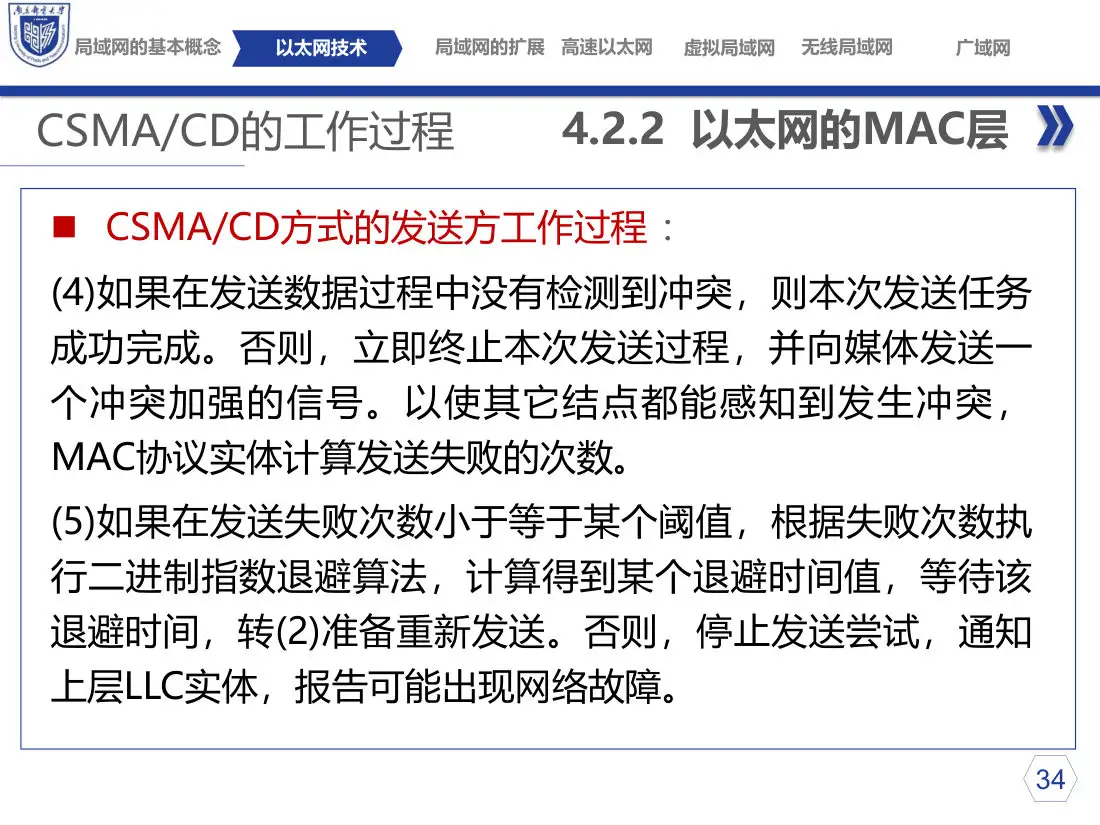 局域网的基本概念 以太网技术 局域网的扩展 高速以太网 虚拟局域网 无线局域网 广域网
CSMA/CD的工作过程 4.2.2 以太网的MAC层
CSMA/CD方式的发送方工作过程：
(4)如果在发送数据过程中没有检测到冲突，则本次发送任务
成功完成。否则，立即终止本次发送过程，并向媒体发送一
个冲突加强的信号。以使其它结点都能感知到发生冲突，
MAC协议实体计算发送失败的次数。
(5)如果在发送失败次数小于等于某个阈值，根据失败次数执
行二进制指数退避算法，计算得到某个退避时间值，等待该
退避时间，转(2)准备重新发送。否则，停止发送尝试，通知
上层LLC实体，报告可能出现网络故障。
34